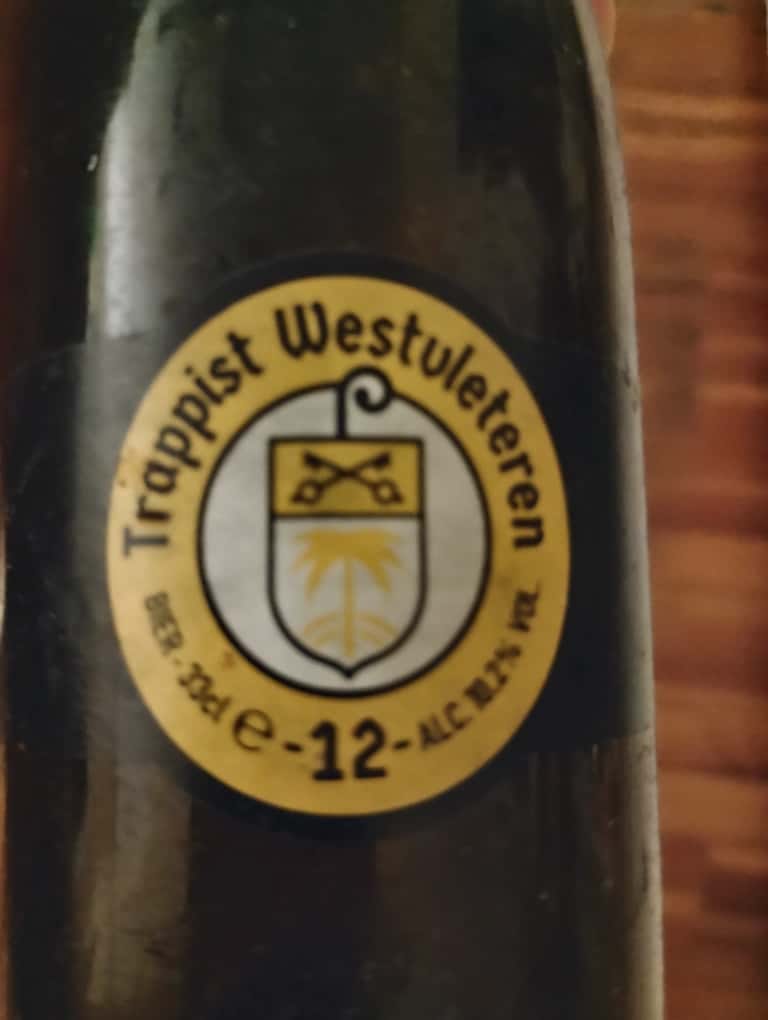 Trappist Westvleteren
BIER - 33cl e -12- ALC. 10.2% VOL.